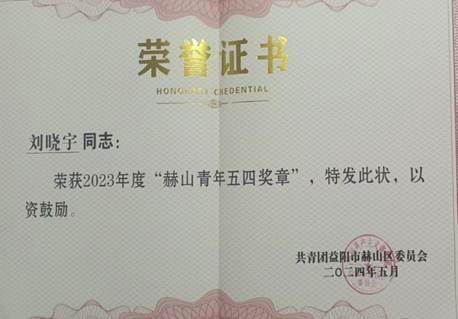 荣誉证书
HONORARY CREDENTIAL
刘晓宇同志：
荣获2023年度“赫山青年五四奖章”，特发此状，以
资鼓励。
共青团益阳市赫山区委员会
二〇二四年五月